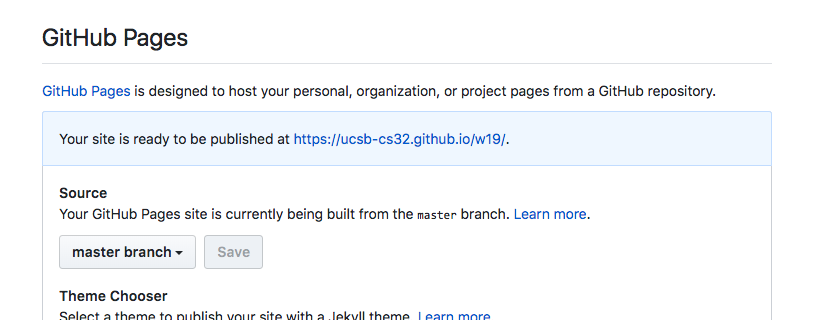 GitHub Pages
GitHub Pages is designed to host your personal, organization, or project pages from a GitHub repository.
Your site is ready to be published at https://ucsb-cs32.github.io/w19/.
Source
Your GitHub Pages site is currently being built from the master branch. Learn more.
master branch Save
Theme Chooser
Select a theme to publish your site with a Jekyll theme. Learn more